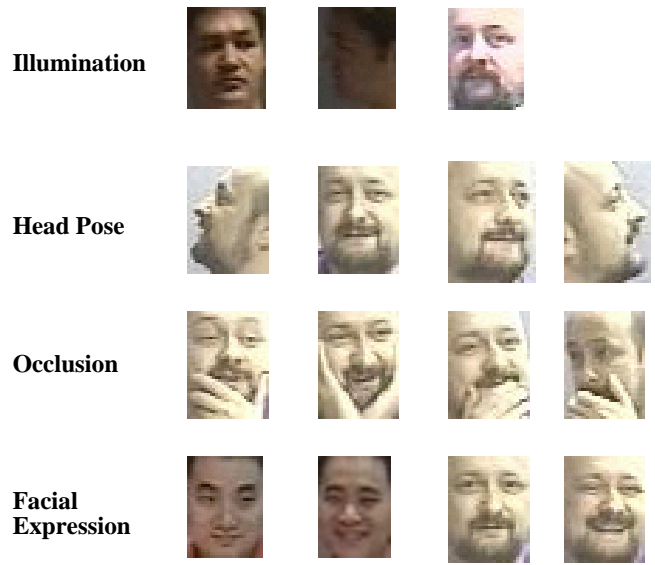 Illumination
Head Pose
Occlusion
Facial
Expression